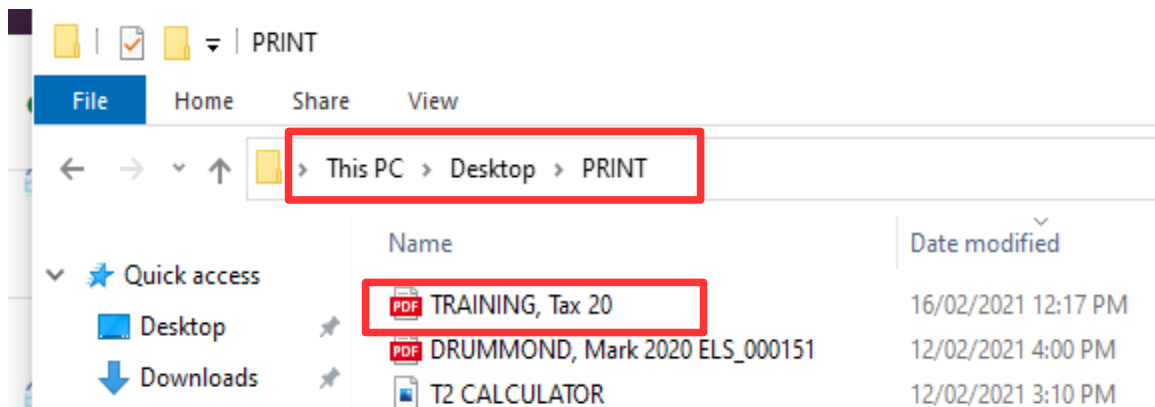 PRINT
File Home Share View
This PC > Desktop > PRINT
Name Date modified
Quick access
TRAINING, Tax 20 16/02/2021 12:17 PM
Desktop
DRUMMOND, Mark 2020 ELS_000151 12/02/2021 4:00 PM
Downloads
T2 CALCULATOR 12/02/2021 3:10 PM